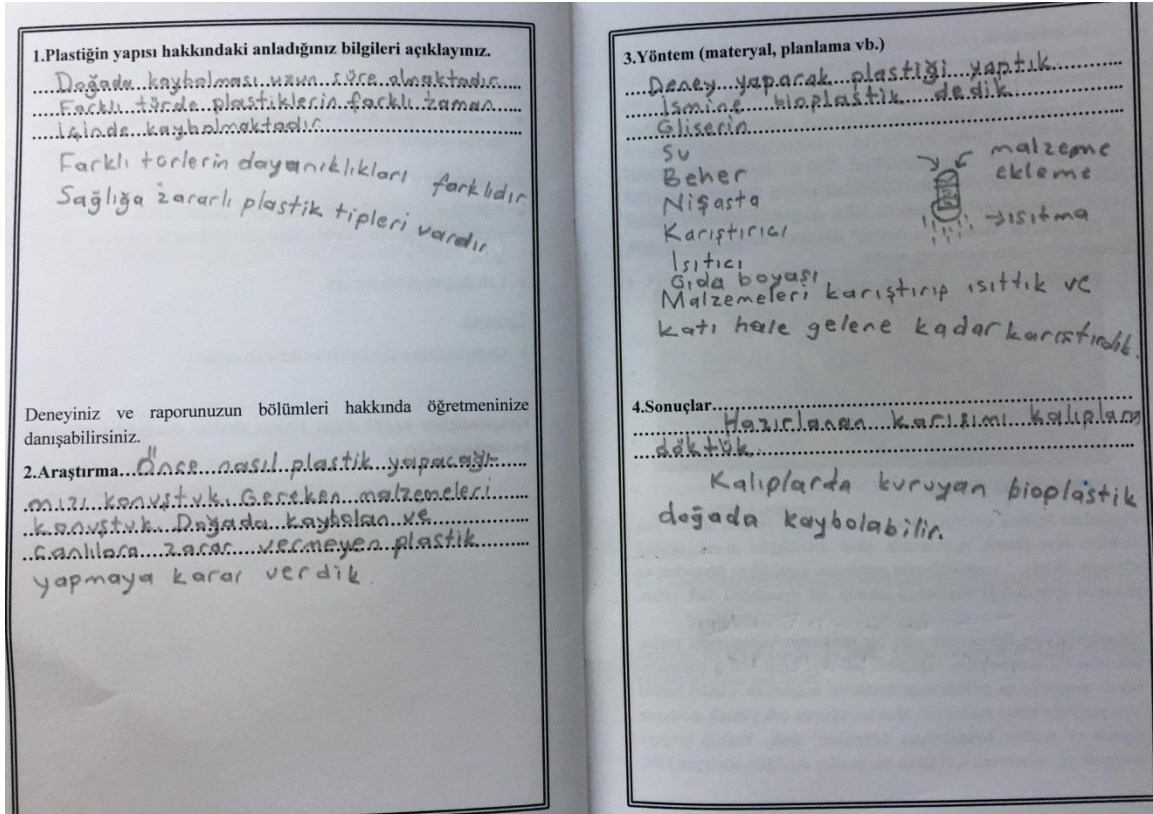 1.Plastiğin yapısı hakkındaki anladığınız bilgileri açıklayınız.
Doğada kaybolması uzun süre almaktadır
Farklı türde plastiklerin farklı zaman
içinde kaybolmaktadır
Farklı türlerin dayanıklıkları farklıdır
Sağlığa zararlı plastik tipleri vardır
Deneyiniz ve raporunuzun bölümleri hakkında öğretmeninize
danışabilirsiniz.
2.Araştırma...Önce nasıl plastik yapacağı-
mızı konuştuk. Gereken malzemeleri
konuştuk. Doğada kaybolan ve
canlılara zarar vermeyen plastik
yapmaya karar verdik.
3.Yöntem (materyal, planlama vb.)
Deney yaparak plastiği yaptık
İsmine bioplastik dedik
Gliserin
Su
Beher
Nişasta
Karıştırıcı
Isıtıcı
Gıda boyası
malzeme
ekleme
→ısıtma
Malzemeleri karıştırıp ısıttık ve
katı hale gelene kadar karıştırdık.
4.Sonuçlar
Hazırlanan karışımı kalıplara
döktük
Kalıplarda kuruyan bioplastik
doğada kaybolabilir.